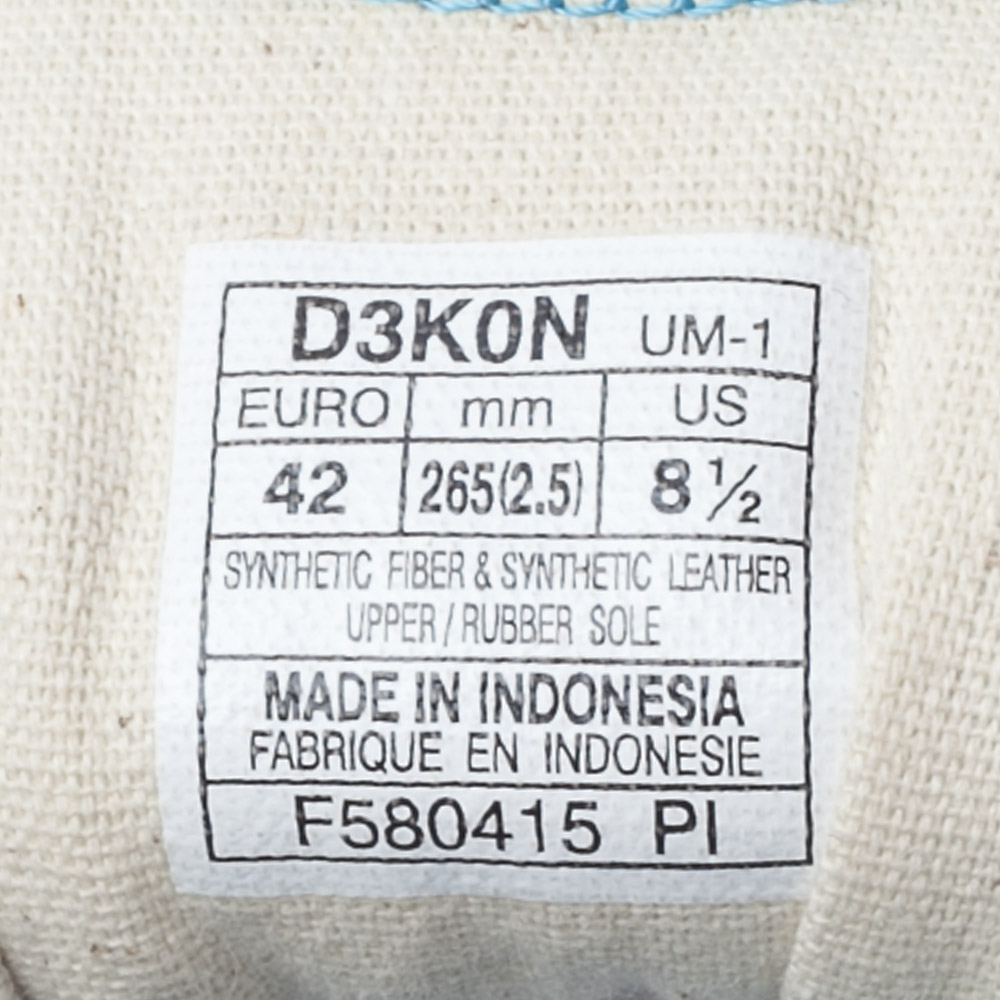 D3K0N UM-1
EURO mm US
42 265(2.5) 8 ½
SYNTHETIC FIBER & SYNTHETIC LEATHER
UPPER / RUBBER SOLE
MADE IN INDONESIA
FABRIQUE EN INDONESIE
F580415 PI